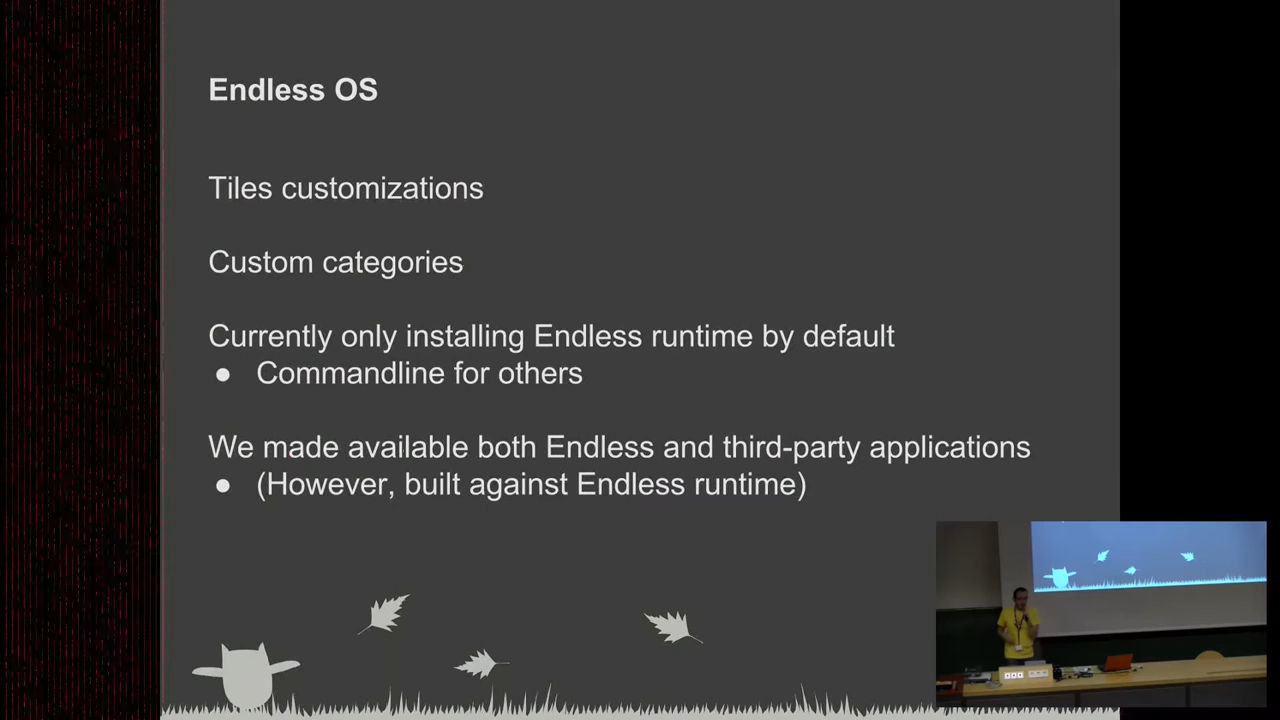 Endless OS
Tiles customizations
Custom categories
Currently only installing Endless runtime by default
● Commandline for others
We made available both Endless and third-party applications
● (However, built against Endless runtime)